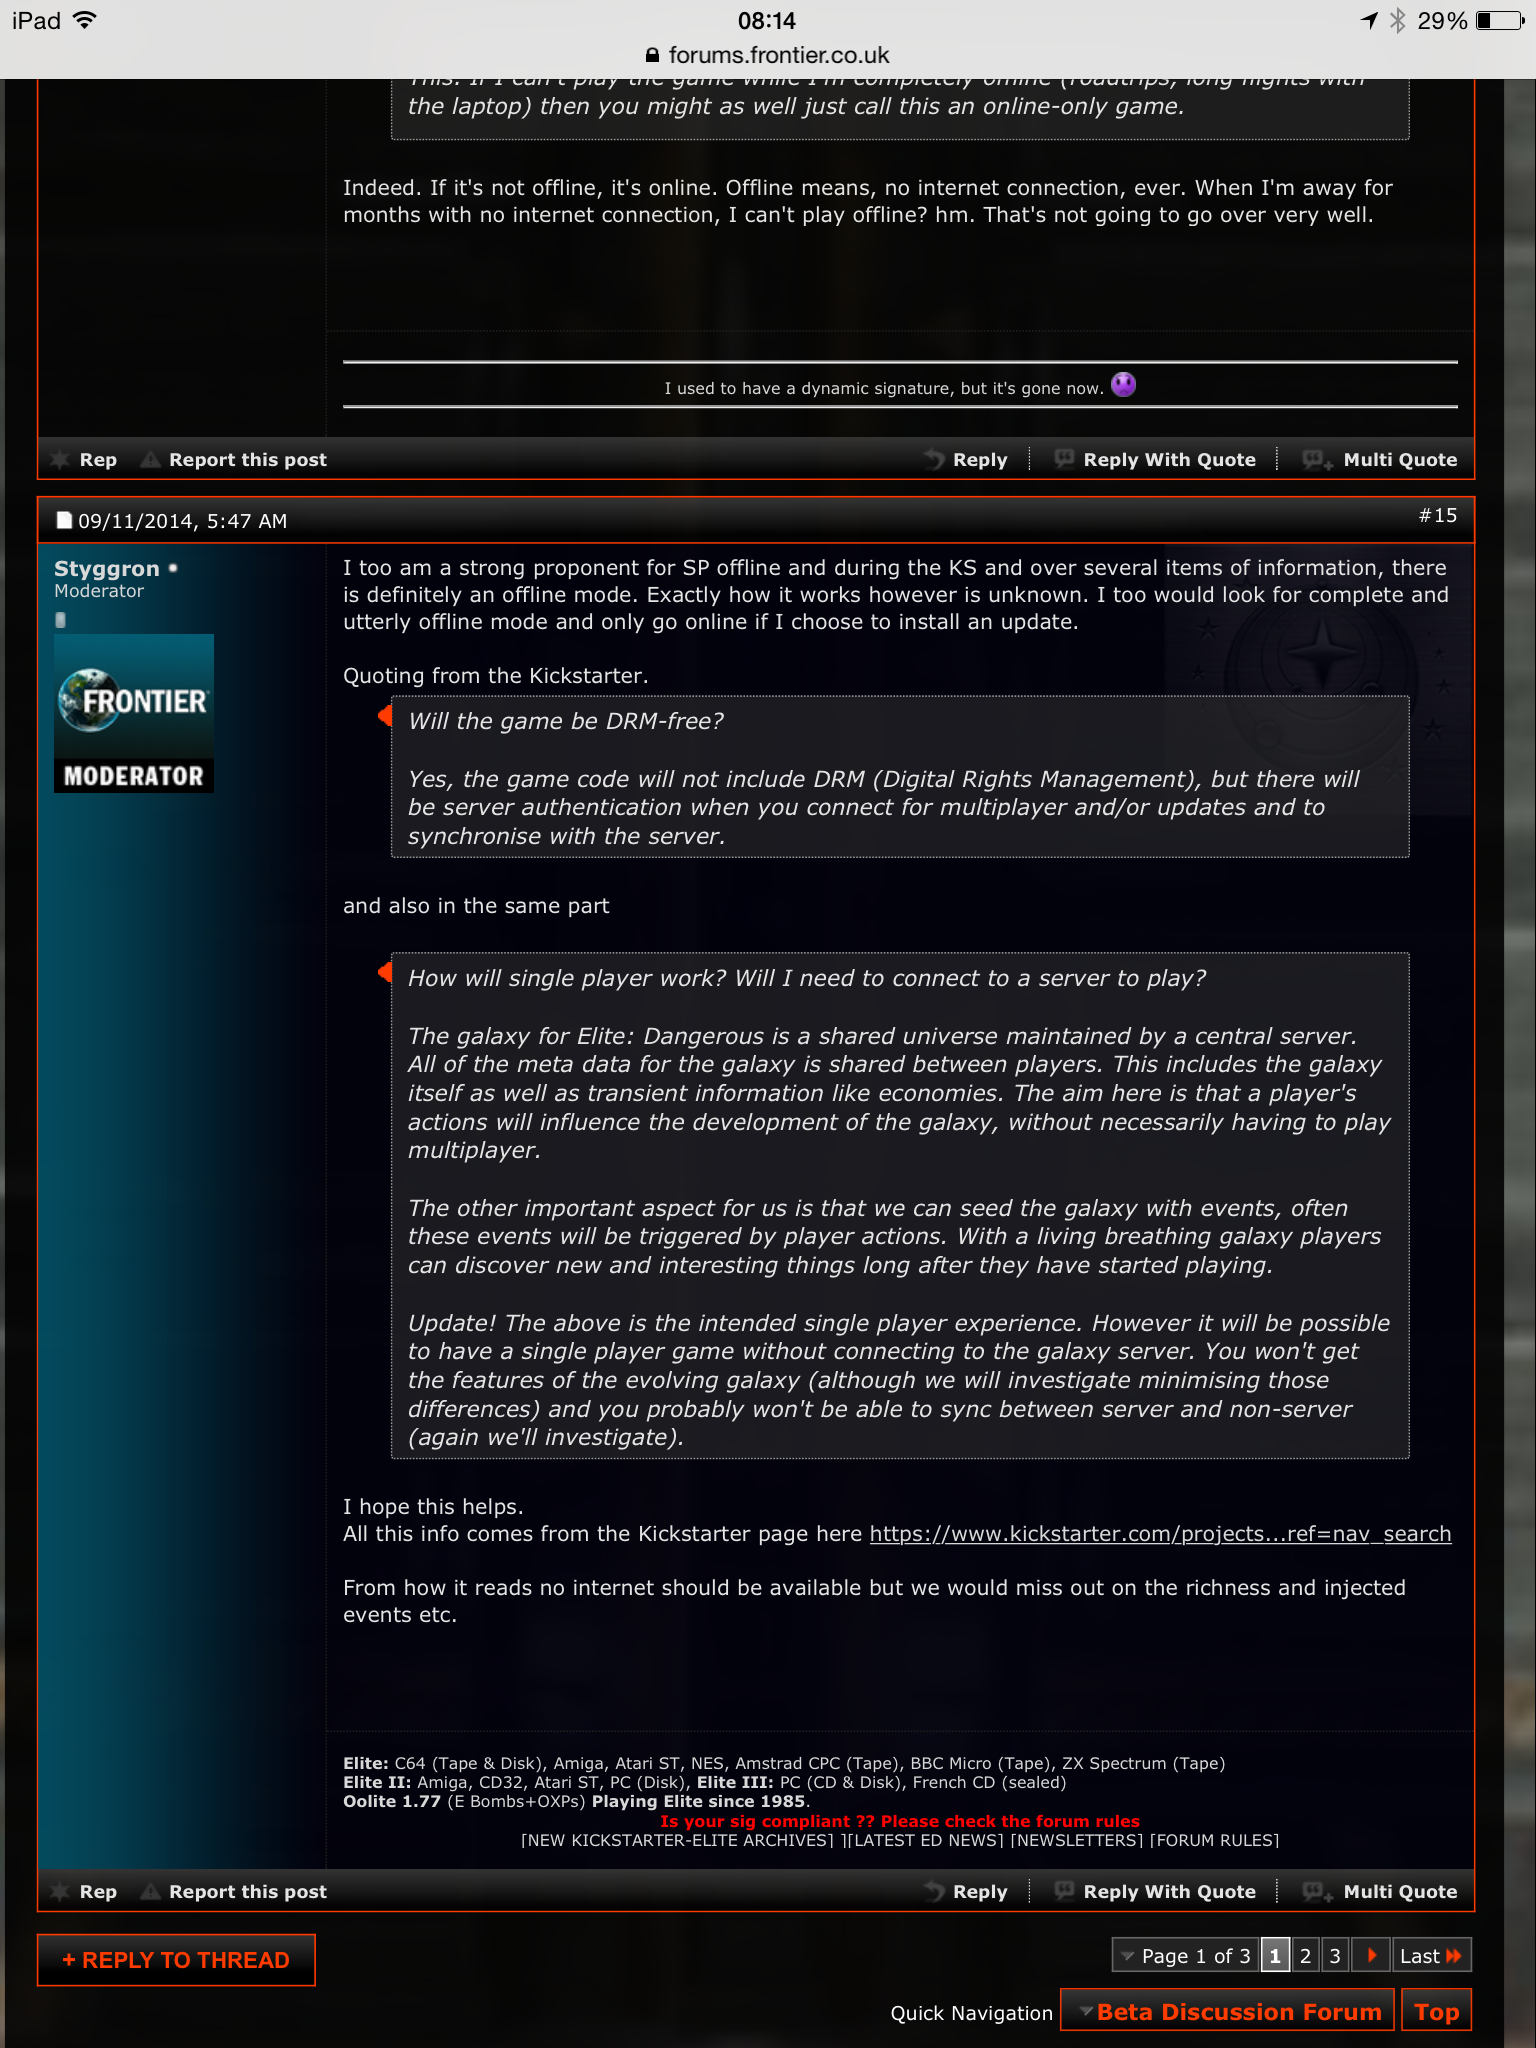 iPad
08:14
29%
forums.frontier.co.uk
This. If I can't play the game while I'm completely offline (roadtrips, long nights with
the laptop) then you might as well just call this an online-only game.
Indeed. If it's not offline, it's online. Offline means, no internet connection, ever. When I'm away for
months with no internet connection, I can't play offline? hm. That's not going to go over very well.
I used to have a dynamic signature, but it's gone now.
Rep Report this post Reply Reply With Quote Multi Quote
09/11/2014, 5:47 AM #15
Styggron
Moderator
FRONTIER
MODERATOR
I too am a strong proponent for SP offline and during the KS and over several items of information, there
is definitely an offline mode. Exactly how it works however is unknown. I too would look for complete and
utterly offline mode and only go online if I choose to install an update.
Quoting from the Kickstarter.
Will the game be DRM-free?
Yes, the game code will not include DRM (Digital Rights Management), but there will
be server authentication when you connect for multiplayer and/or updates and to
synchronise with the server.
and also in the same part
How will single player work? Will I need to connect to a server to play?
The galaxy for Elite: Dangerous is a shared universe maintained by a central server.
All of the meta data for the galaxy is shared between players. This includes the galaxy
itself as well as transient information like economies. The aim here is that a player's
actions will influence the development of the galaxy, without necessarily having to play
multiplayer.
The other important aspect for us is that we can seed the galaxy with events, often
these events will be triggered by player actions. With a living breathing galaxy players
can discover new and interesting things long after they have started playing.
Update! The above is the intended single player experience. However it will be possible
to have a single player game without connecting to the galaxy server. You won't get
the features of the evolving galaxy (although we will investigate minimising those
differences) and you probably won't be able to sync between server and non-server
(again we'll investigate).
I hope this helps.
All this info comes from the Kickstarter page here https://www.kickstarter.com/projects...ref=nav_search
From how it reads no internet should be available but we would miss out on the richness and injected
events etc.
Elite: C64 (Tape & Disk), Amiga, Atari ST, NES, Amstrad CPC (Tape), BBC Micro (Tape), ZX Spectrum (Tape)
Elite II: Amiga, CD32, Atari ST, PC (Disk), Elite III: PC (CD & Disk), French CD (sealed)
Oolite 1.77 (E Bombs+OXPs) Playing Elite since 1985.
Is your sig compliant ?? Please check the forum rules
[NEW KICKSTARTER-ELITE ARCHIVES] ][LATEST ED NEWS] [NEWSLETTERS] [FORUM RULES]
Rep Report this post Reply Reply With Quote Multi Quote
+ REPLY TO THREAD
Page 1 of 3 1 2 3 Last
Quick Navigation Beta Discussion Forum Top